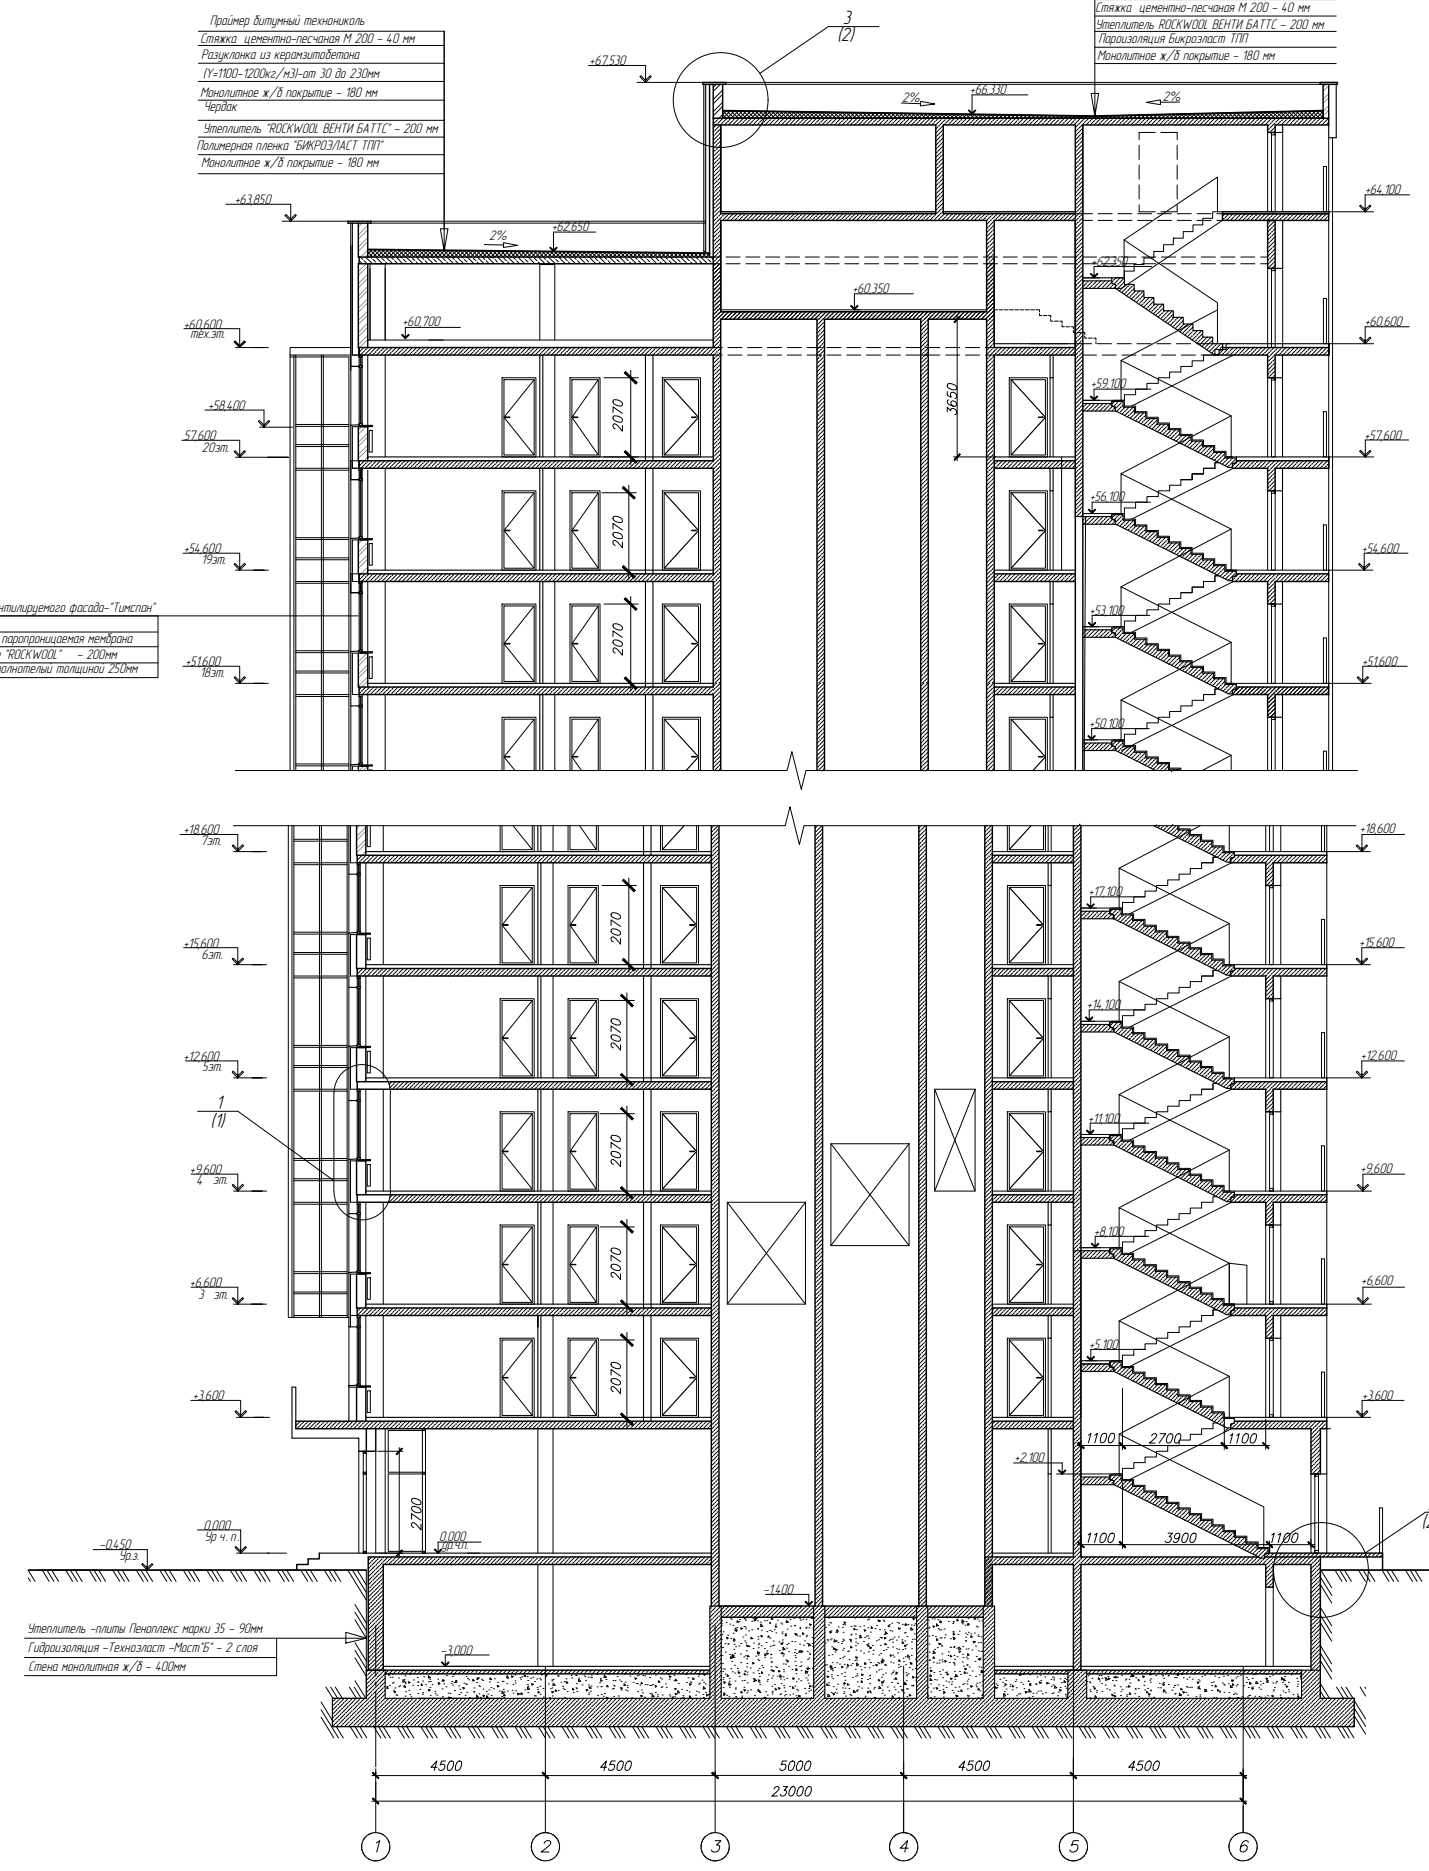 Праймер битумный технониколь
Стяжка цементно-песчаная М 200 - 40 мм
Разуклонка из керамзитобетона
(Y=1100-1200кг/м3)-от 30 до 230мм
Монолитное ж/б покрытие - 180 мм
Чердак
Утеплитель "ROCKWOOL ВЕНТИ БАТТС" - 200 мм
Полимерная пленка "БИКРОЭЛАСТ ТПП"
Монолитное ж/б покрытие - 180 мм
Стяжка цементно-песчаная М 200 - 40 мм
Утеплитель ROCKWOOL ВЕНТИ БАТТС - 200 мм
Пароизоляция Бикроэласт ТПП
Монолитное ж/б покрытие - 180 мм
3
(2)
+67,530
2%
+66,330
2%
+63,850
2%
+62,650
+64,100
+62,350
+60,350
+60,600
тех.эт.
+60,700
+60,600
3650
+59,100
+58,400
2070
57,600
20эт.
+57,600
+56,100
2070
+54,600
19эт.
+54,600
нтилируемого фасада-"Тимспан"
паропроницаемая мембрана
"ROCKWOOL" - 200мм
олнотелый толщиной 250мм
2070
+53,100
+51,600
18эт.
+51,600
+50,100
+18,600
7эт.
+18,600
+17,100
2070
+15,600
6эт.
+15,600
+14,100
2070
+12,600
5эт.
+12,600
1
(1)
+11,100
2070
+9,600
4 эт.
+9,600
+8,100
2070
+6,600
3 эт.
+6,600
+5,100
2070
+3,600
+3,600
1100
2700
1100
+2,100
2700
0,000
Ур.ч. п.
0,000
Ур.ч.п.
1100
3900
1100
-0,450
Ур.з.
-1,400
Утеплитель -плиты Пеноплекс марки 35 - 90мм
Гидроизоляция -Техноэласт -Мост"Б" - 2 слоя
Стена монолитная ж/б - 400мм
-3,000
4500
4500
5000
4500
4500
23000
1
2
3
4
5
6